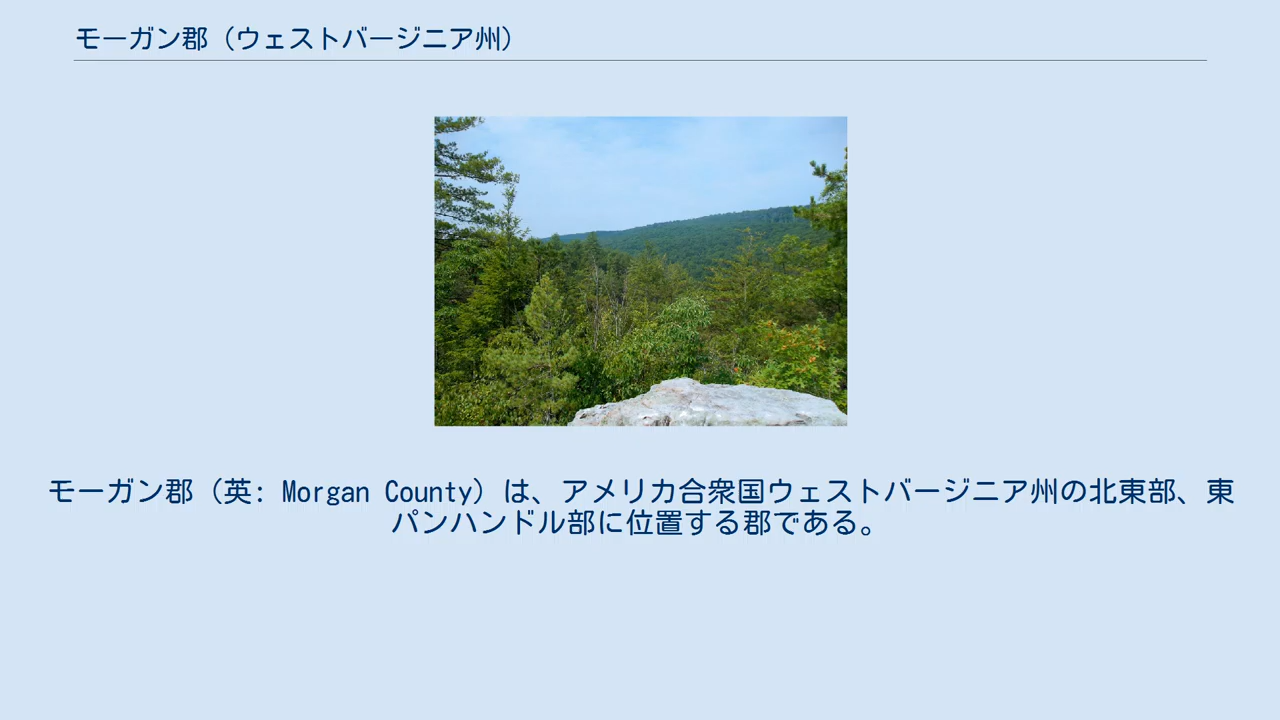 モーガン郡（ウェストバージニア州）
モーガン郡（英: Morgan County）は、アメリカ合衆国ウェストバージニア州の北東部、東
パンハンドル部に位置する郡である。